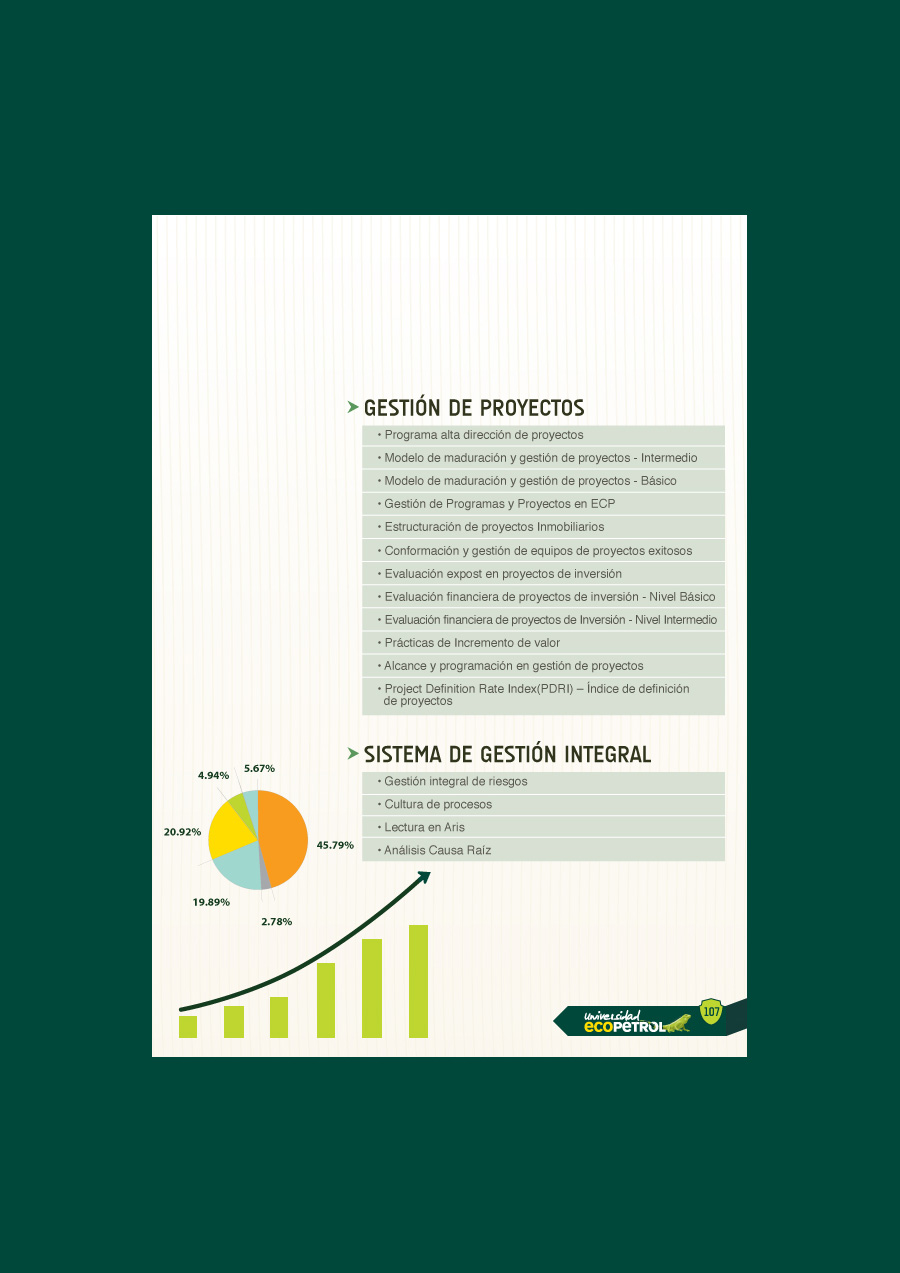 GESTIÓN DE PROYECTOS
• Programa alta dirección de proyectos
• Modelo de maduración y gestión de proyectos - Intermedio
• Modelo de maduración y gestión de proyectos - Básico
• Gestión de Programas y Proyectos en ECP
• Estructuración de proyectos Inmobiliarios
• Conformación y gestión de equipos de proyectos exitosos
• Evaluación expost en proyectos de inversión
• Evaluación financiera de proyectos de inversión - Nivel Básico
• Evaluación financiera de proyectos de Inversión - Nivel Intermedio
• Prácticas de Incremento de valor
• Alcance y programación en gestión de proyectos
• Project Definition Rate Index(PDRI) – Índice de definición
de proyectos
SISTEMA DE GESTIÓN INTEGRAL
• Gestión integral de riesgos
• Cultura de procesos
• Lectura en Aris
• Análisis Causa Raíz
5.67%
4.94%
20.92%
45.79%
19.89%
2.78%
universidad
ecoPETROL
107